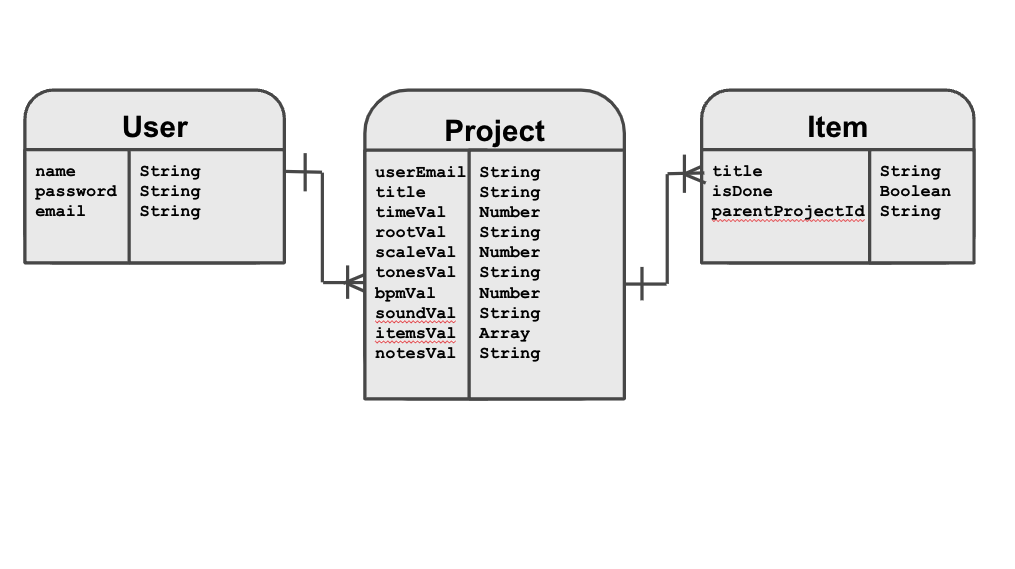 User
name String
password String
email String
Project
userEmail String
title String
timeVal Number
rootVal String
scaleVal Number
tonesVal String
bpmVal Number
soundVal String
itemsVal Array
notesVal String
Item
title String
isDone Boolean
parentProjectId String